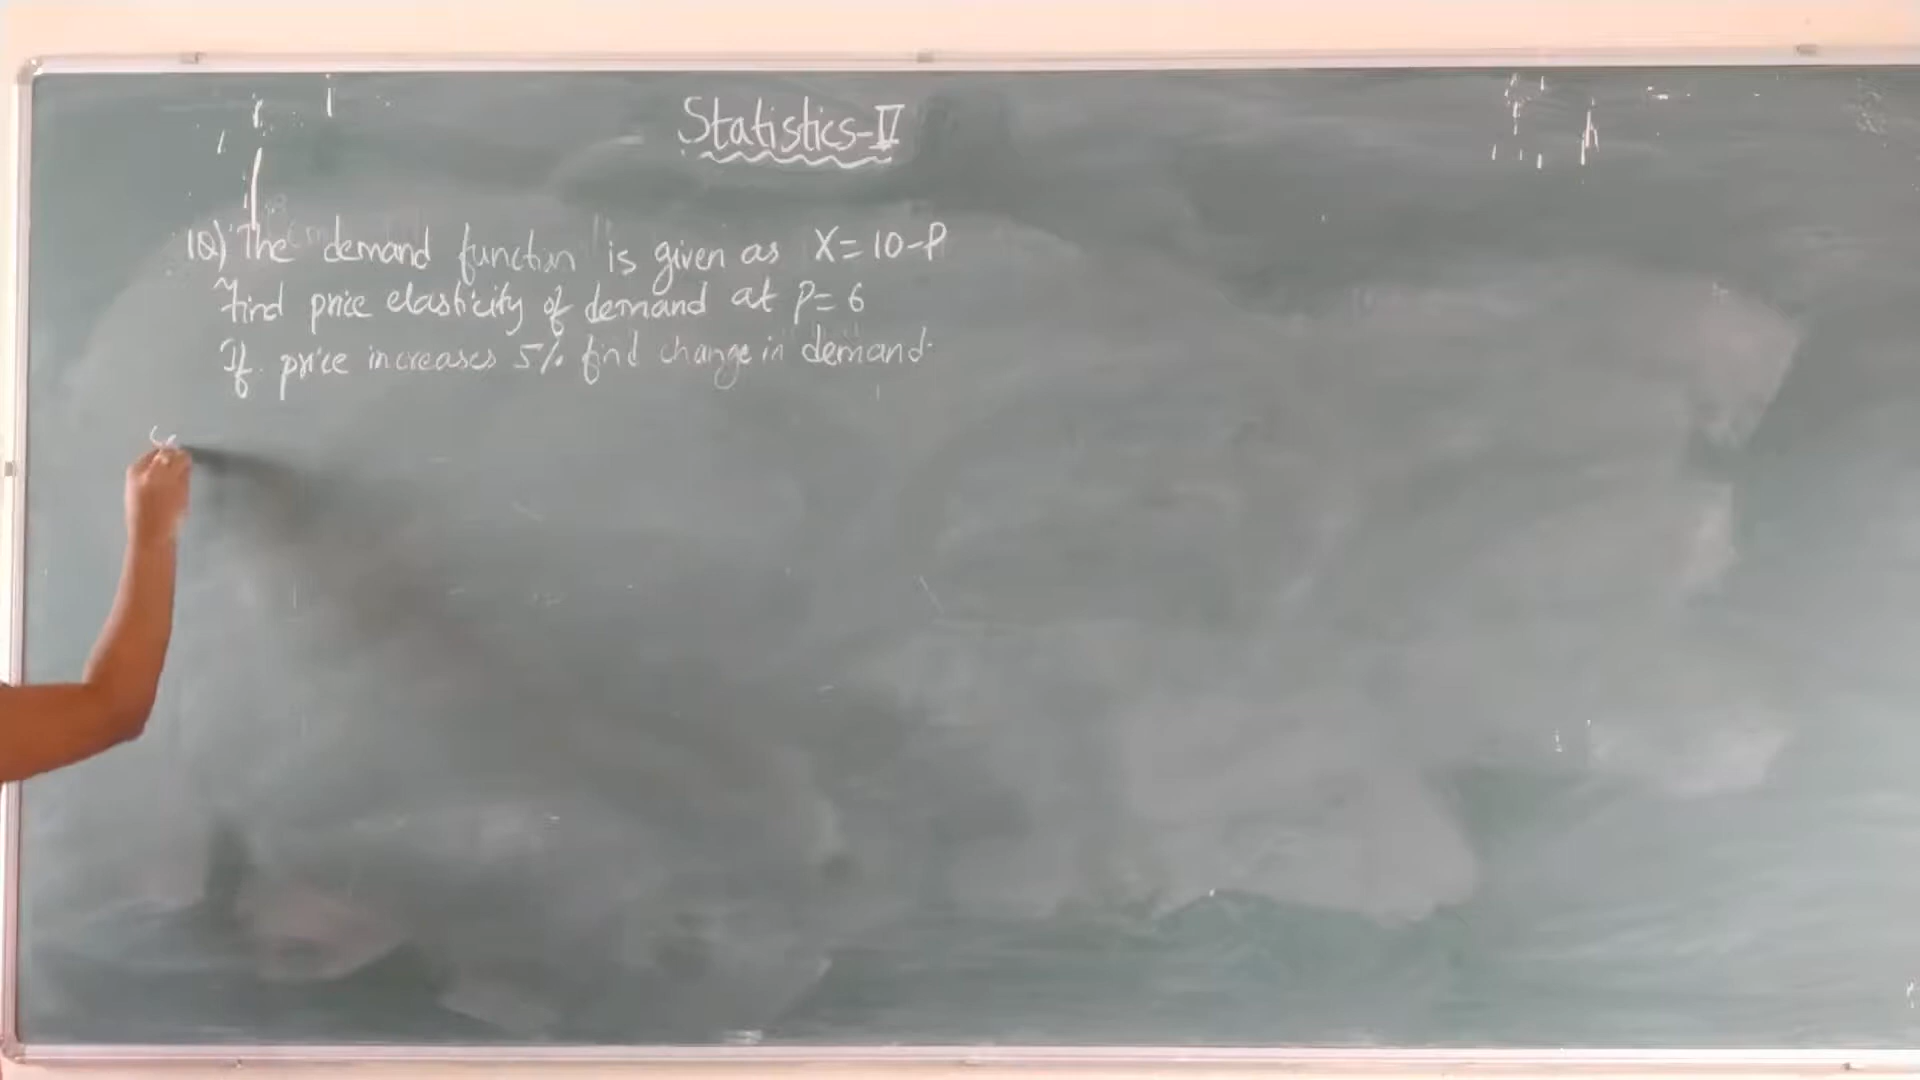 Statistics-IV
1Q) The demand function is given as X = 10-P
Find price elasticity of demand at P = 6
If price increases 5% find change in demand.